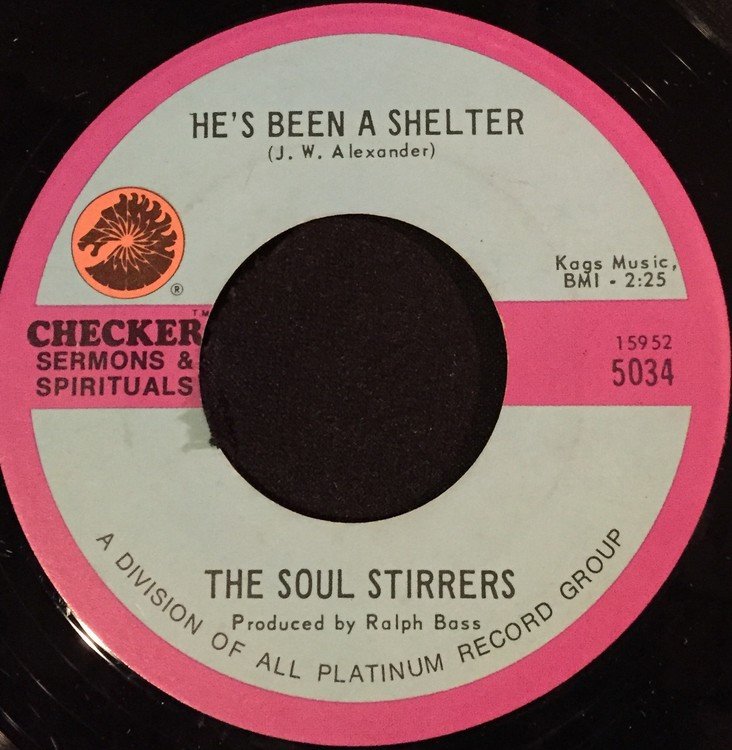 HE'S BEEN A SHELTER
(J. W. Alexander)
®
Kags Music,
BMI - 2:25
CHECKER™
SERMONS &
SPIRITUALS
15952
5034
THE SOUL STIRRERS
Produced by Ralph Bass
A DIVISION OF ALL PLATINUM RECORD GROUP